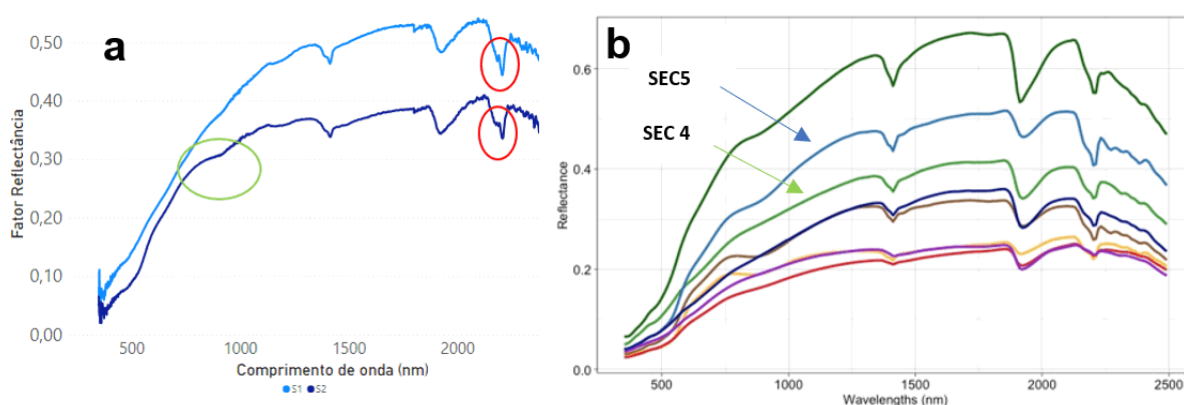 a
0,50
0,40
0,30
0,20
0,10
0,00
Fator Reflectância
500
1000
1500
2000
Comprimento de onda (nm)
S1 S2
b
SEC5
SEC 4
0.6
0.4
0.2
0.0
Reflectance
500
1000
1500
2000
2500
Wavelengths (nm)